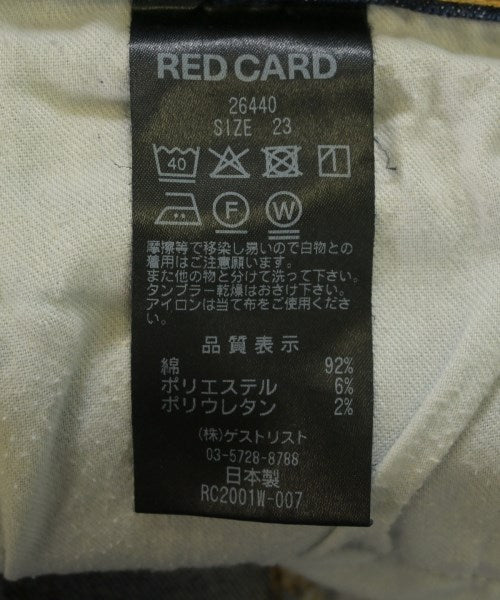 RED CARD
26440
SIZE 23
40
F W
摩擦等で移染し易いので白物との
着用はご注意願います。
また他の物と分けて洗って下さい。
タンブラー乾燥はおさけ下さい。
アイロンは当て布をご使用くださ
い。
品質表示
綿 92%
ポリエステル 6%
ポリウレタン 2%
(株)ゲストリスト
03-5728-8788
日本製
RC2001W-007